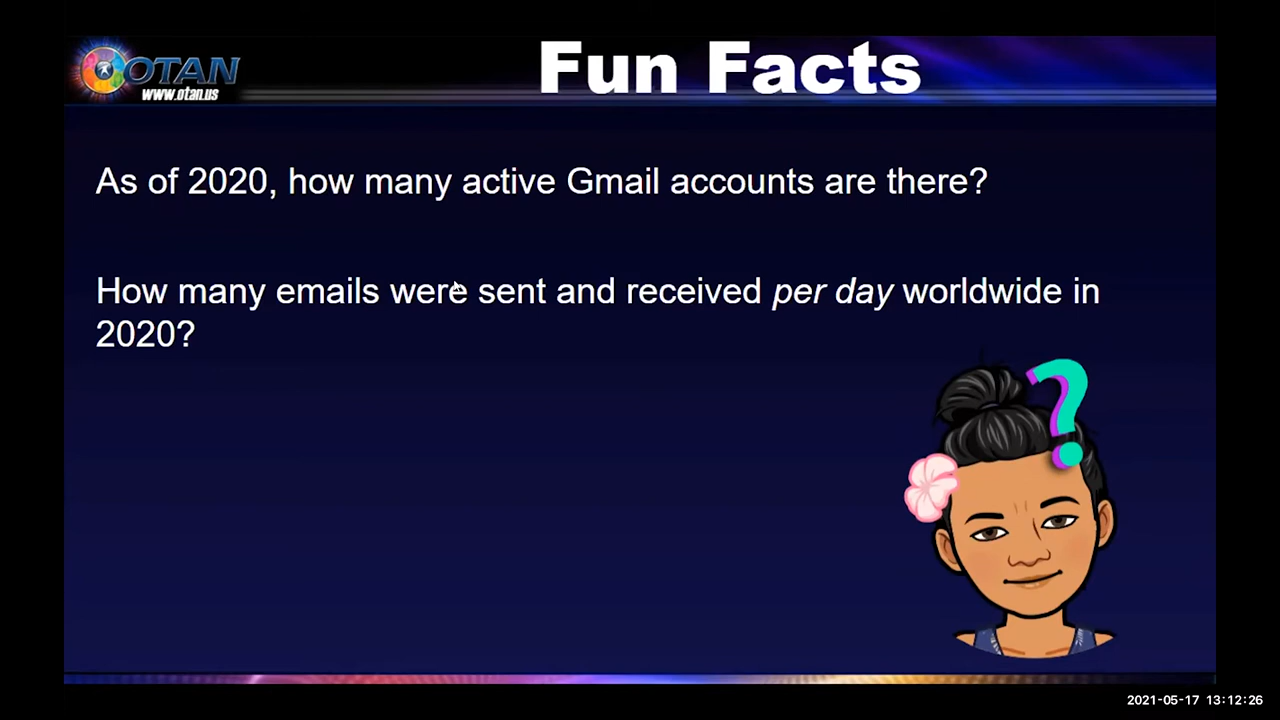 OTAN
www.otan.us
Fun Facts
As of 2020, how many active Gmail accounts are there?
How many emails were sent and received per day worldwide in
2020?
?
2021-05-17 13:12:26